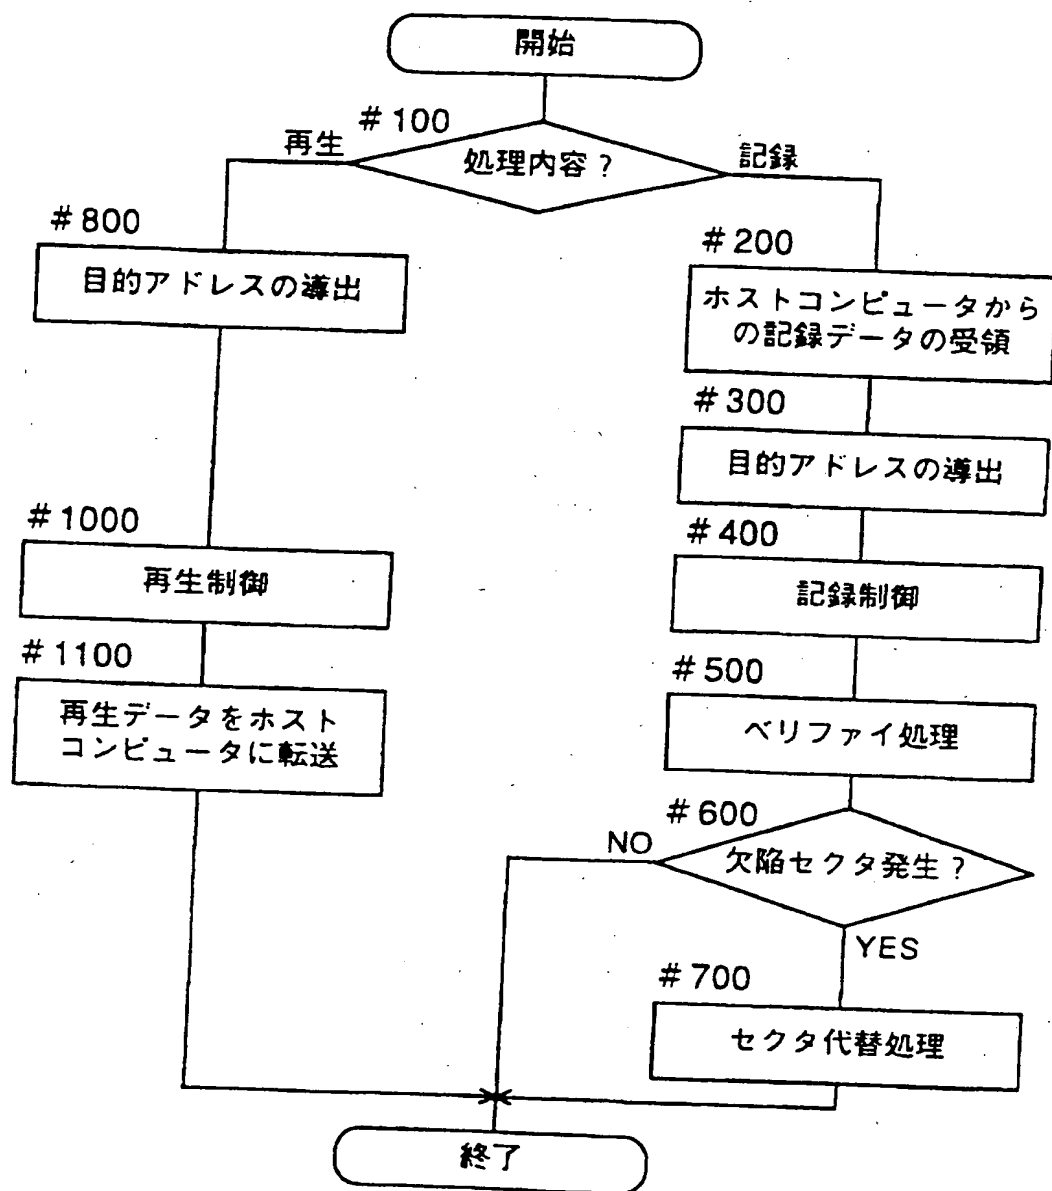 開始
#100
処理内容?
再生
記録
#800
目的アドレスの導出
#1000
再生制御
#1100
再生データをホスト
コンピュータに転送
#200
ホストコンピュータから
の記録データの受領
#300
目的アドレスの導出
#400
記録制御
#500
ベリファイ処理
#600
欠陥セクタ発生?
NO
YES
#700
セクタ代替処理
終了